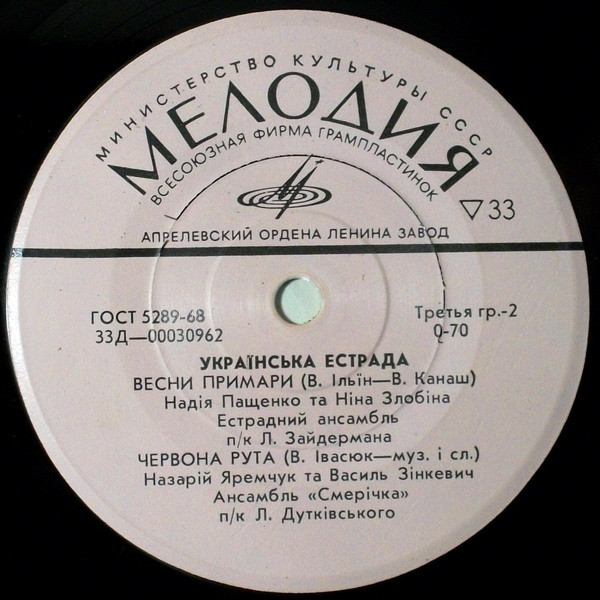 МИНИСТЕРСТВО КУЛЬТУРЫ СССР
МЕЛОДИЯ
ВСЕСОЮЗНАЯ ФИРМА ГРАМПЛАСТИНОК
▽33
АПРЕЛЕВСКИЙ ОРДЕНА ЛЕНИНА ЗАВОД
ГОСТ 5289-68
Третья гр.-2
33Д—00030962
0-70
УКРАЇНСЬКА ЕСТРАДА
ВЕСНИ ПРИМАРИ (В. Ільїн—В. Канаш)
Надія Пащенко та Ніна Злобіна
Естрадний ансамбль
п/к Л. Зайдермана
ЧЕРВОНА РУТА (В. Івасюк—муз. і сл.)
Назарій Яремчук та Василь Зінкевич
Ансамбль «Смерічка»
п/к Л. Дутківського